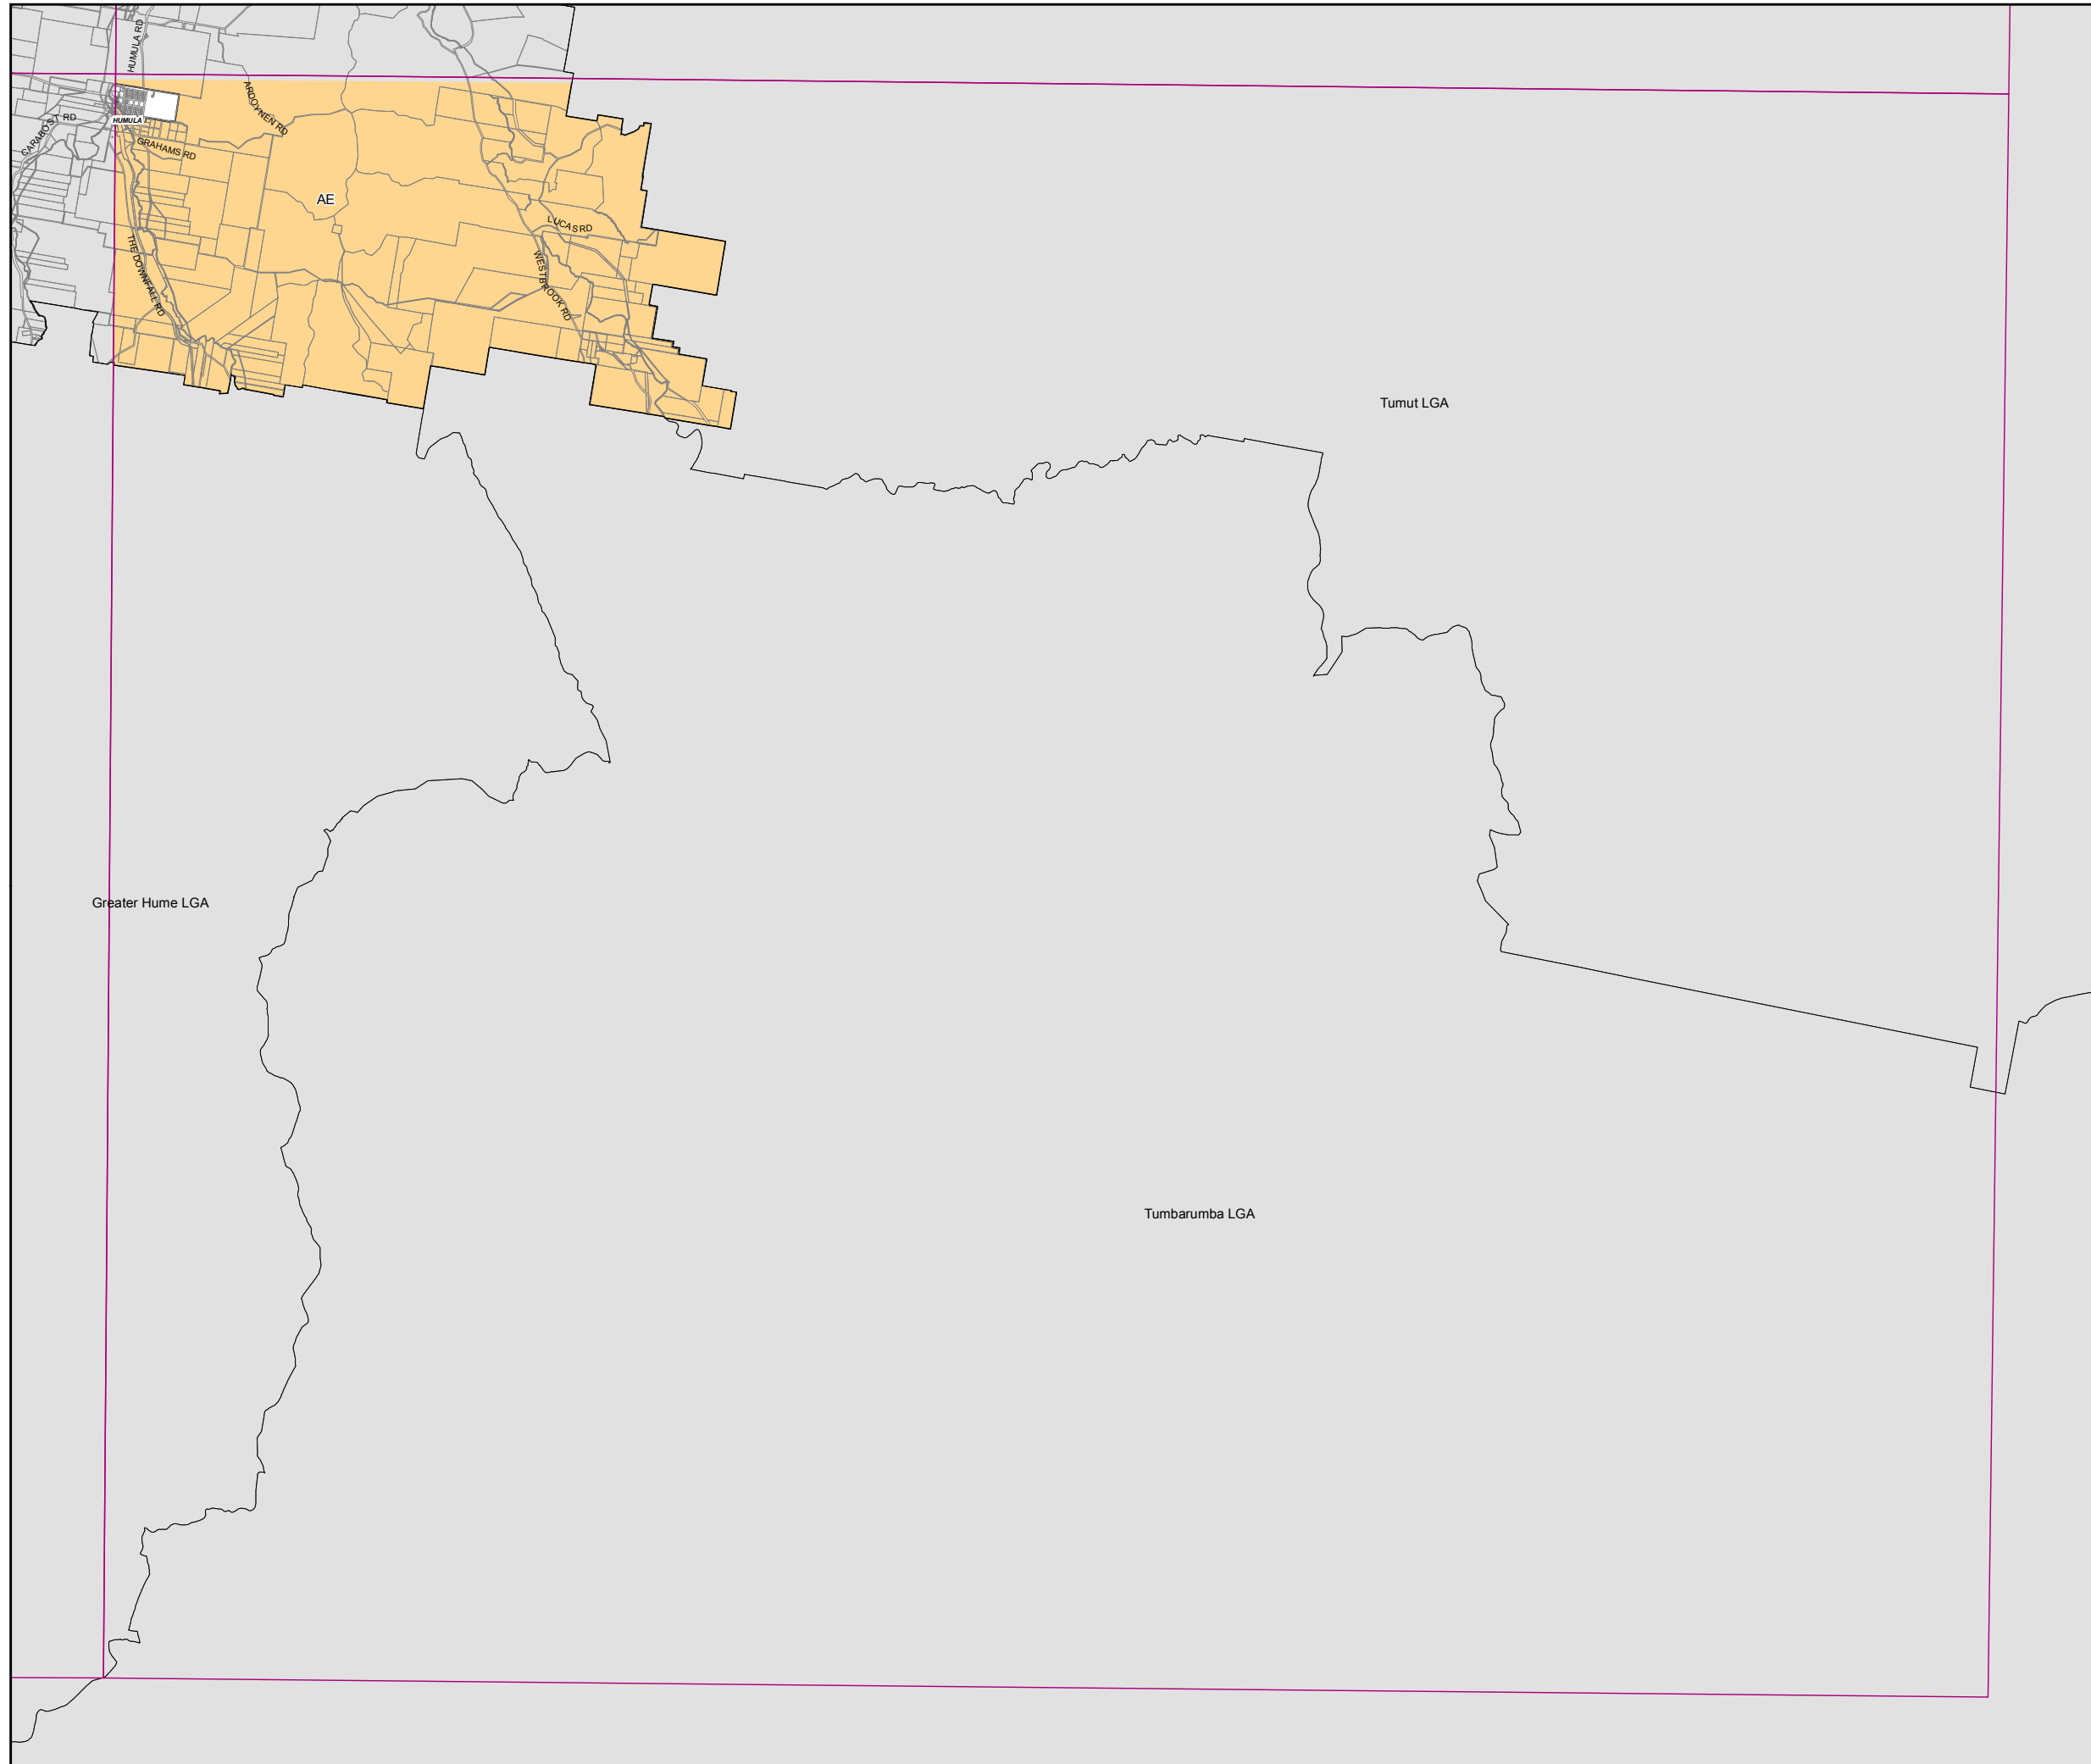 HUMULA RD
ARDOYNEN RD
CARABOST RD
HUMULA
GRAHAMS RD
AE
LUCAS RD
THE DOWNFALL RD
WESTBROOK RD
Tumut LGA
Greater Hume LGA
Tumbarumba LGA